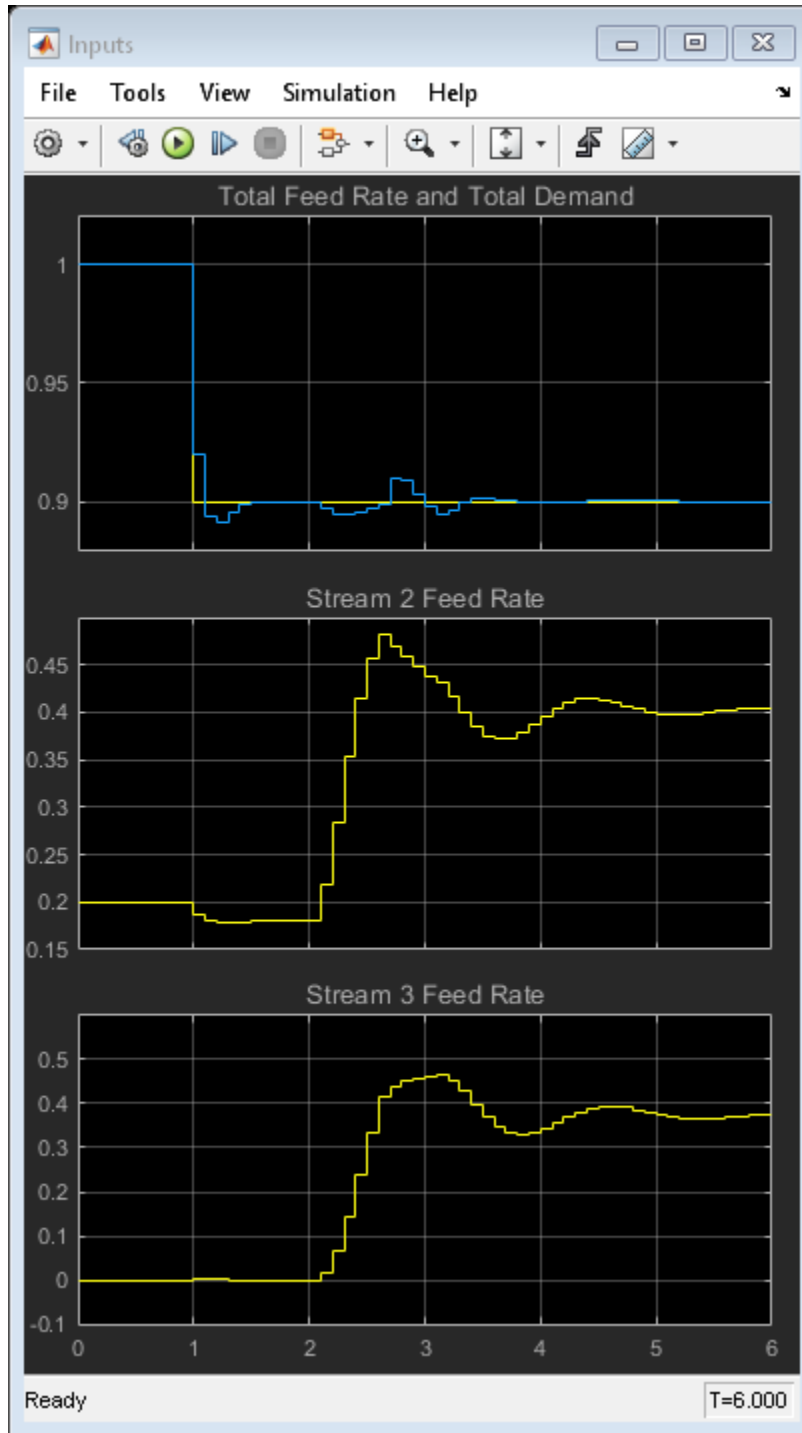 Inputs
File Tools View Simulation Help
Total Feed Rate and Total Demand
1
0.95
0.9
Stream 2 Feed Rate
0.45
0.4
0.35
0.3
0.25
0.2
0.15
Stream 3 Feed Rate
0.5
0.4
0.3
0.2
0.1
0
-0.1
0 1 2 3 4 5 6
Ready T=6.000